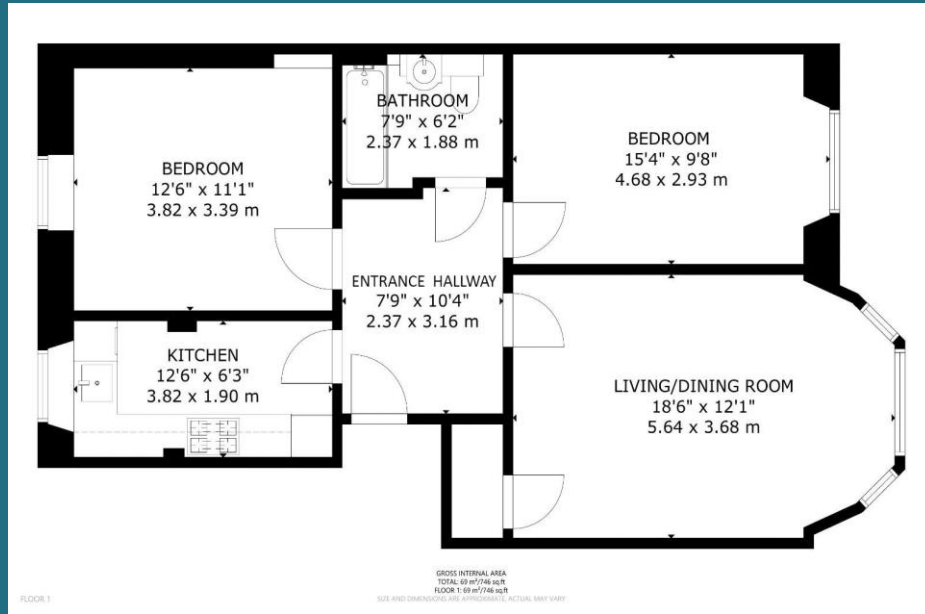 BATHROOM
7'9" x 6'2"
2.37 x 1.88 m
BEDROOM
15'4" x 9'8"
4.68 x 2.93 m
BEDROOM
12'6" x 11'1"
3.82 x 3.39 m
ENTRANCE HALLWAY
7'9" x 10'4"
2.37 x 3.16 m
KITCHEN
12'6" x 6'3"
3.82 x 1.90 m
LIVING/DINING ROOM
18'6" x 12'1"
5.64 x 3.68 m
GROSS INTERNAL AREA
TOTAL: 69 m²/746 sq.ft
FLOOR 1: 69 m²/746 sq.ft
FLOOR 1
SIZE AND DIMENSIONS ARE APPROXIMATE, ACTUAL MAY VARY